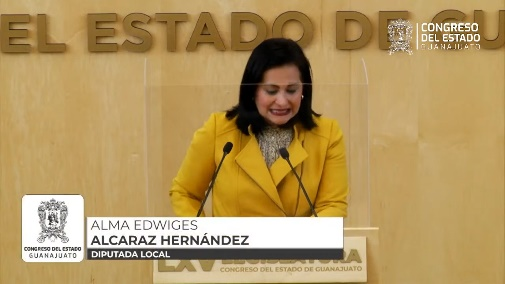 EL ESTADO DE GU
CONGRESO
DEL ESTADO
GUANAJUATO
ALMA EDWIGES
ALCARAZ HERNÁNDEZ
DIPUTADA LOCAL
CONGRESO DEL ESTADO
GUANAJUATO
LXV LEGISLATURA
CONGRESO DEL ESTADO DE GUANAJUATO